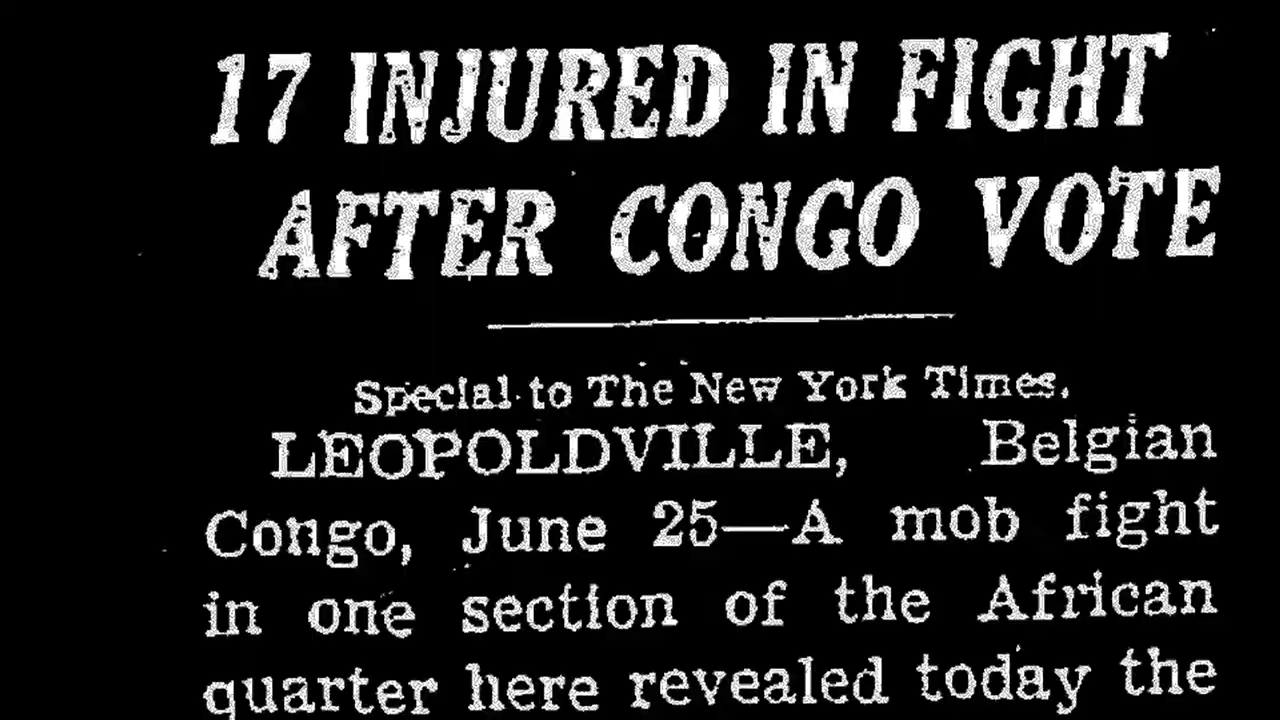 17 INJURED IN FIGHT
AFTER CONGO VOTE
Special to The New York Times.
LEOPOLDVILLE, Belgian
Congo, June 25—A mob fight
in one section of the African
quarter here revealed today the